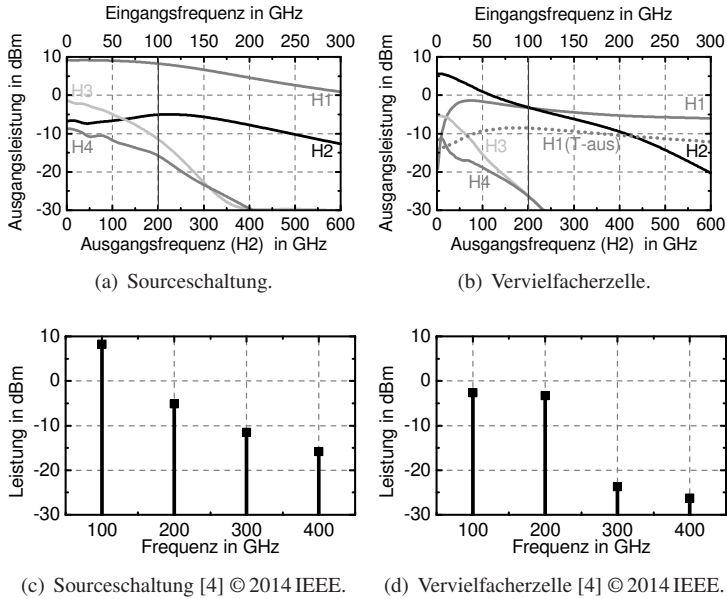 Eingangsfrequenz in GHz
0 50 100 150 200 250 300
Ausgangsleistung in dBm
10
0
-10
-20
-30
H1
H3
H2
H4
0 100 200 300 400 500 600
Ausgangsfrequenz (H2) in GHz
(a) Sourceschaltung.
Eingangsfrequenz in GHz
0 50 100 150 200 250 300
Ausgangsleistung in dBm
10
0
-10
-20
-30
H1
H3
H1(T-aus)
H2
H4
0 100 200 300 400 500 600
Ausgangsfrequenz (H2) in GHz
(b) Vervielfacherzelle.
Leistung in dBm
10
0
-10
-20
-30
100 200 300 400
Frequenz in GHz
(c) Sourceschaltung [4] © 2014 IEEE.
Leistung in dBm
10
0
-10
-20
-30
100 200 300 400
Frequenz in GHz
(d) Vervielfacherzelle [4] © 2014 IEEE.